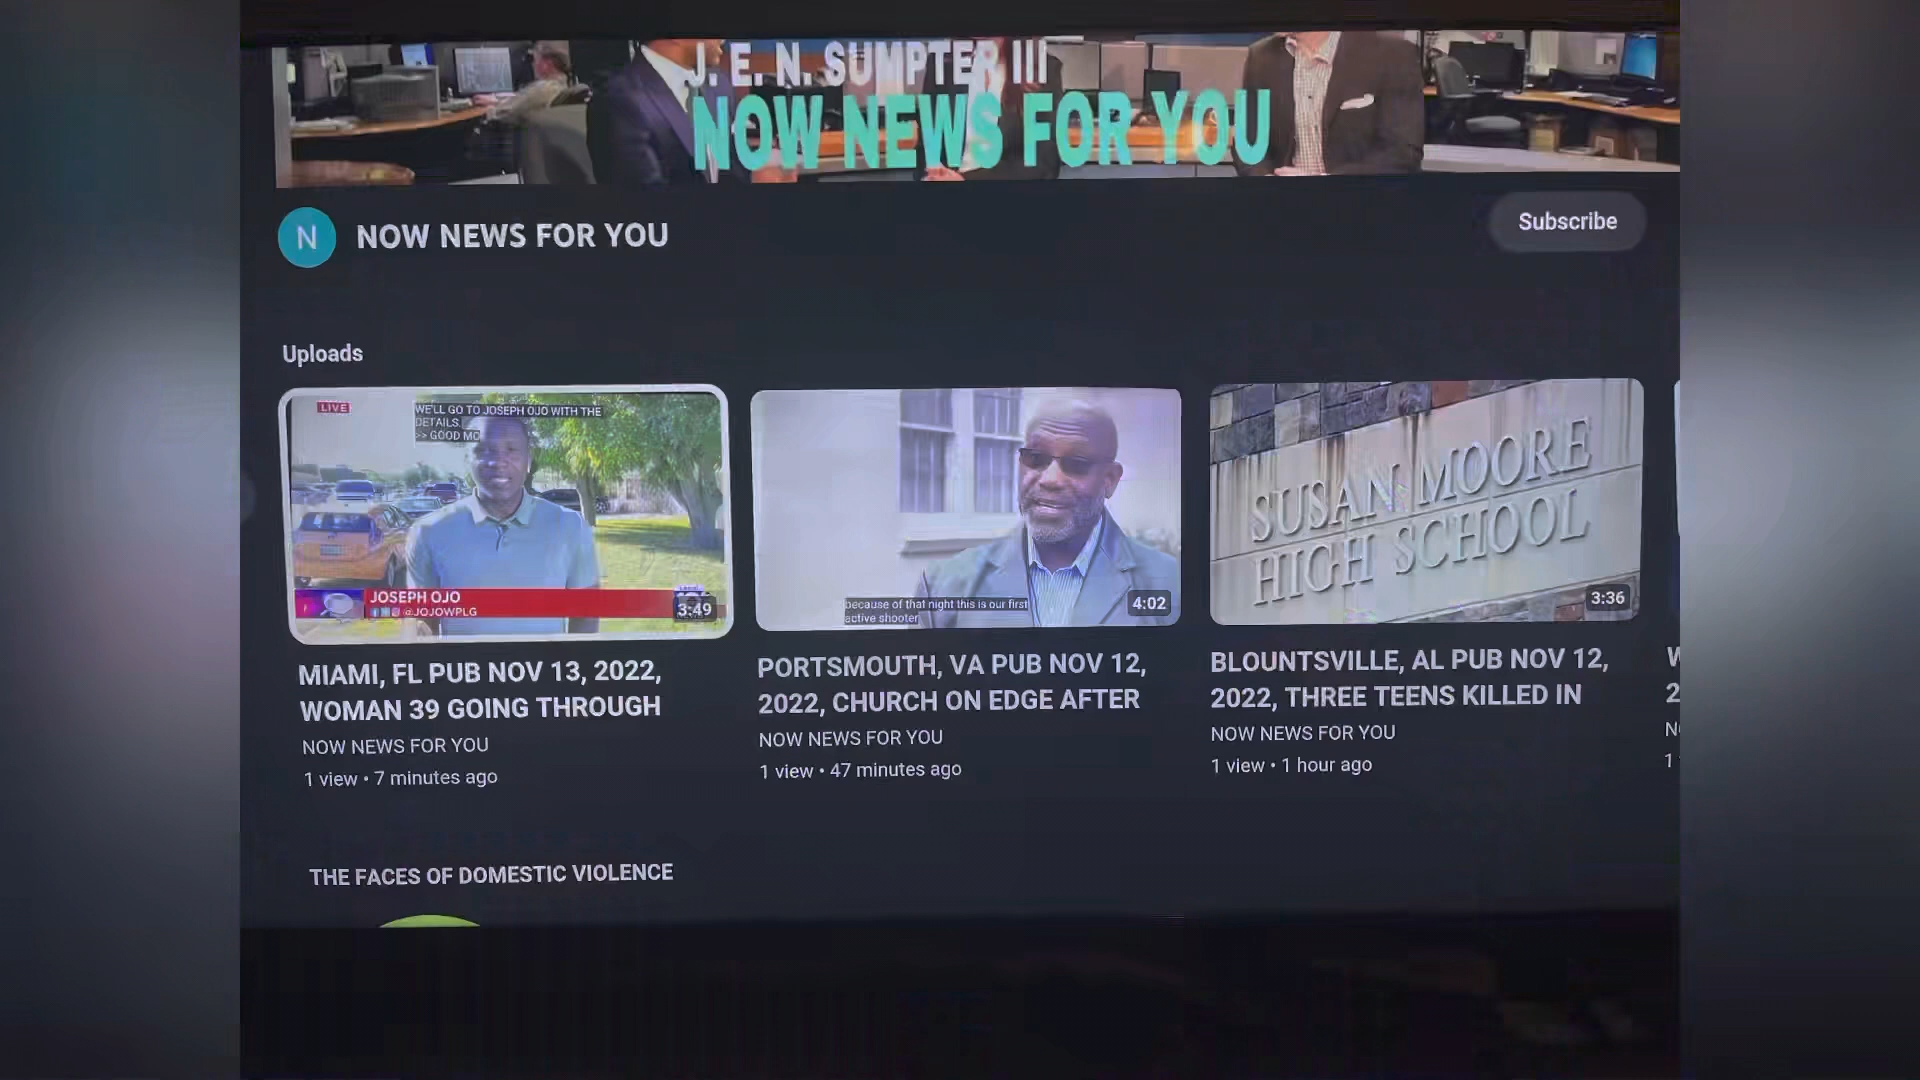 J. E. N. SUMPTER III
NOW NEWS FOR YOU
N
NOW NEWS FOR YOU
Subscribe
Uploads
LIVE
WE'LL GO TO JOSEPH OJO WITH THE
DETAILS.
>> GOOD MO
JOSEPH OJO
@JOJOWPLG
3:49
MIAMI, FL PUB NOV 13, 2022,
WOMAN 39 GOING THROUGH
NOW NEWS FOR YOU
1 view • 7 minutes ago
because of that night this is our first
active shooter
4:02
PORTSMOUTH, VA PUB NOV 12,
2022, CHURCH ON EDGE AFTER
NOW NEWS FOR YOU
1 view • 47 minutes ago
SUSAN MOORE
HIGH SCHOOL
3:36
BLOUNTSVILLE, AL PUB NOV 12,
2022, THREE TEENS KILLED IN
NOW NEWS FOR YOU
1 view • 1 hour ago
2
1
THE FACES OF DOMESTIC VIOLENCE